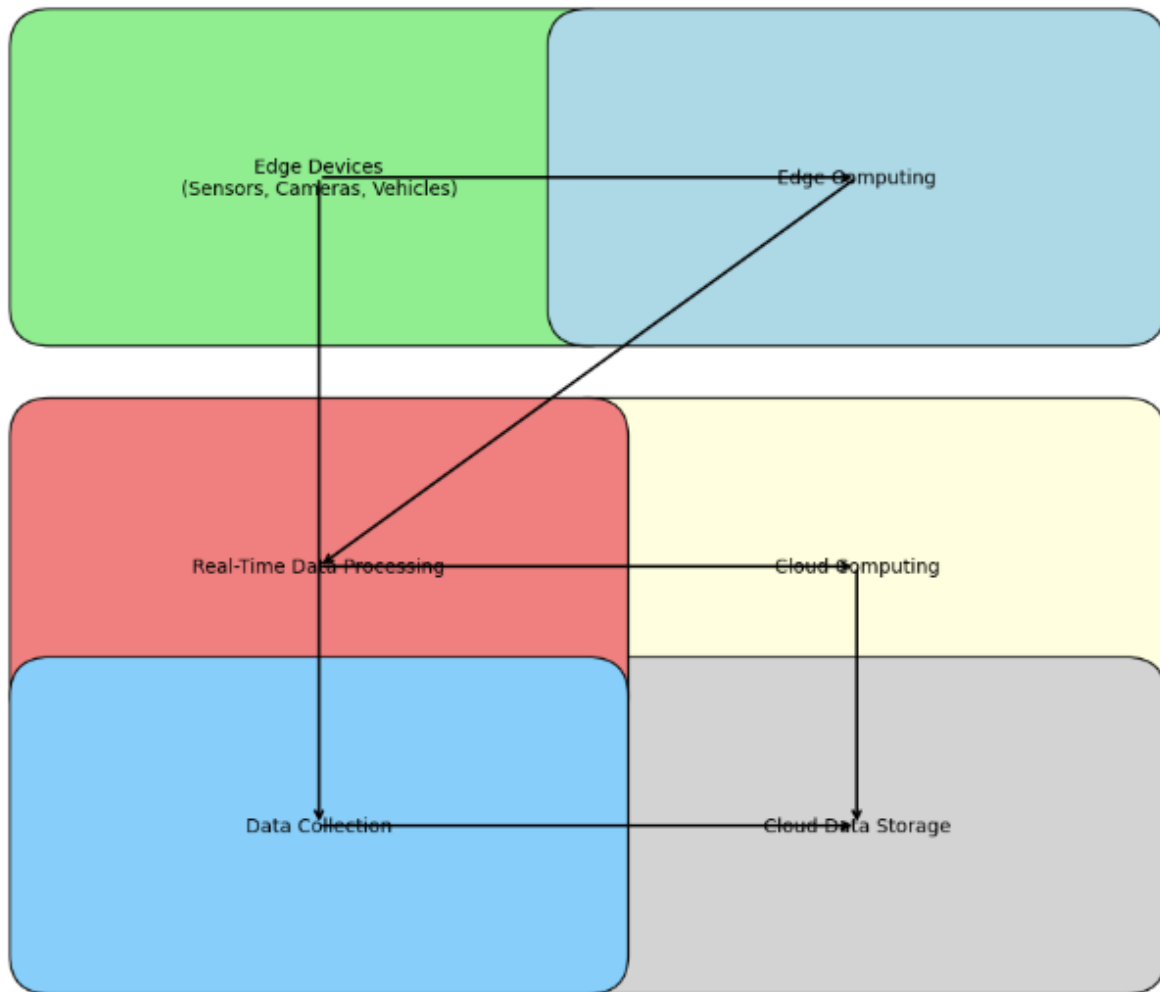 Edge Devices
(Sensors, Cameras, Vehicles)
Edge Computing
Real-Time Data Processing
Cloud Computing
Data Collection
Cloud Data Storage